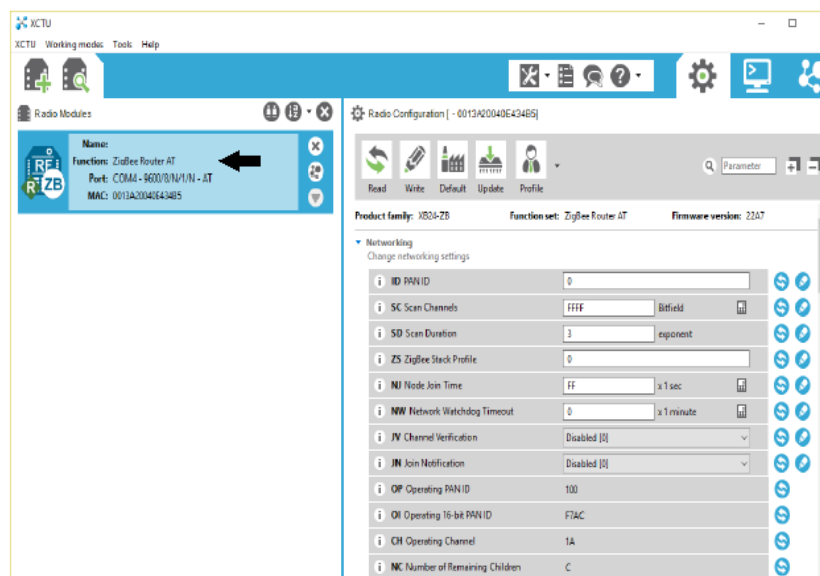 XCTU
XCTU Working modes Tools Help
Radio Modules
Name:
Function: ZigBee Router AT
Port: COM4 - 9600/8/N/1/N - AT
MAC: 0013A20040E434B5
RF
R ZB
Radio Configuration [ - 0013A20040E434B5]
Read Write Default Update Profile
Parameter
Product family: XB24-ZB Function set: ZigBee Router AT Firmware version: 22A7
Networking
Change networking settings
i ID PAN ID 0
i SC Scan Channels FFFF Bitfield
i SD Scan Duration 3 exponent
i ZS ZigBee Stack Profile 0
i NJ Node Join Time FF x 1 sec
i NW Network Watchdog Timeout 0 x 1 minute
i JV Channel Verification Disabled [0]
i JN Join Notification Disabled [0]
i OP Operating PAN ID 100
i OI Operating 16-bit PAN ID F7AC
i CH Operating Channel 1A
i NC Number of Remaining Children C